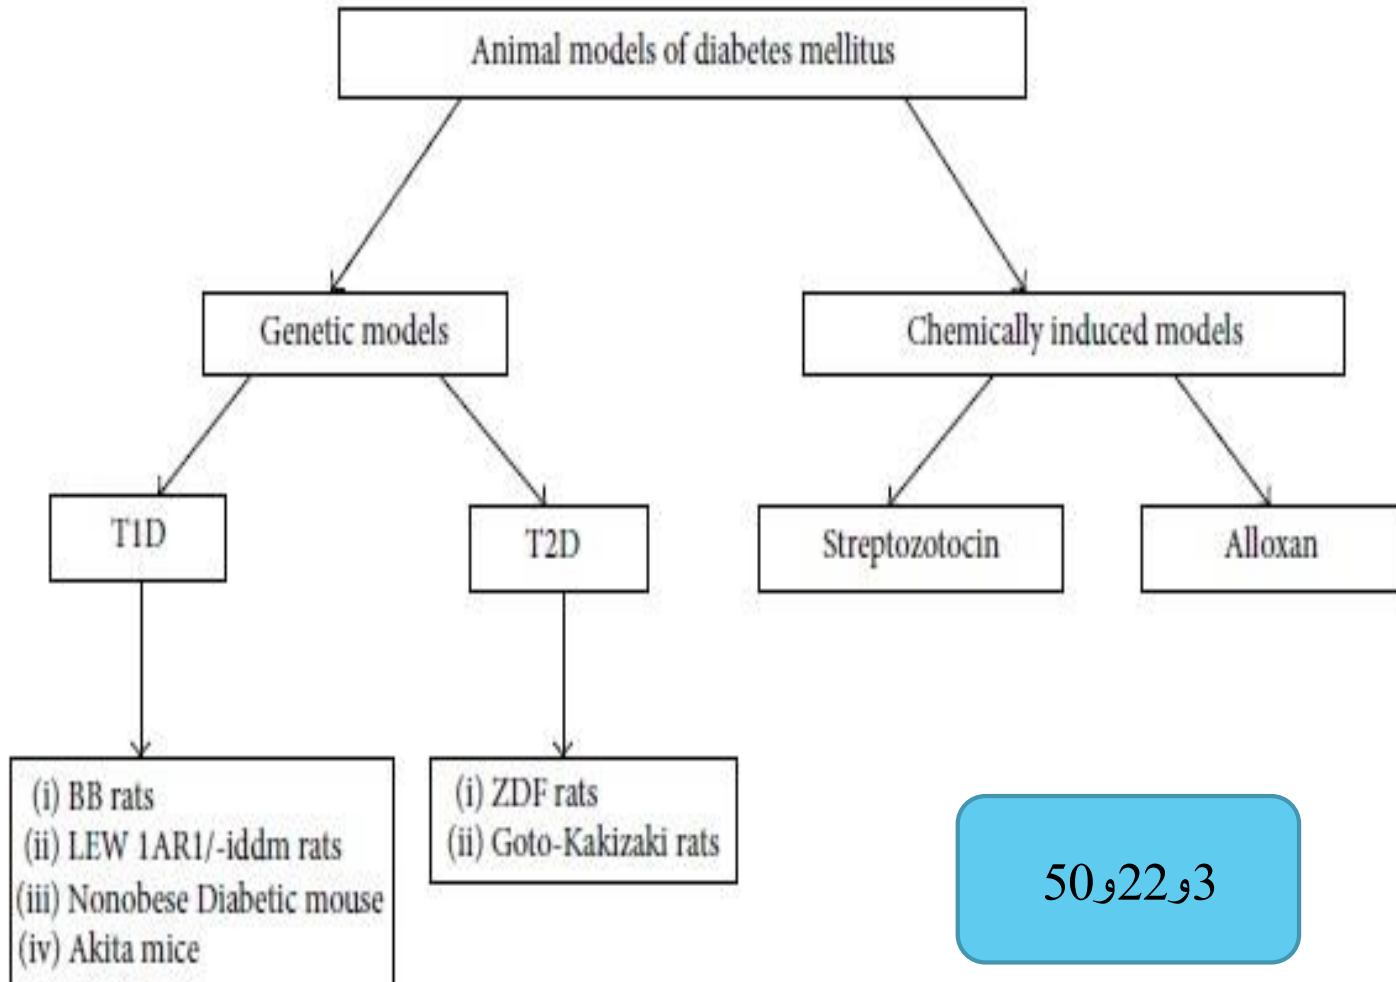 Animal models of diabetes mellitus
Genetic models
Chemically induced models
T1D
T2D
Streptozotocin
Alloxan
(i) BB rats
(ii) LEW 1AR1/-iddm rats
(iii) Nonobese Diabetic mouse
(iv) Akita mice
(i) ZDF rats
(ii) Goto-Kakizaki rats
3و22و50